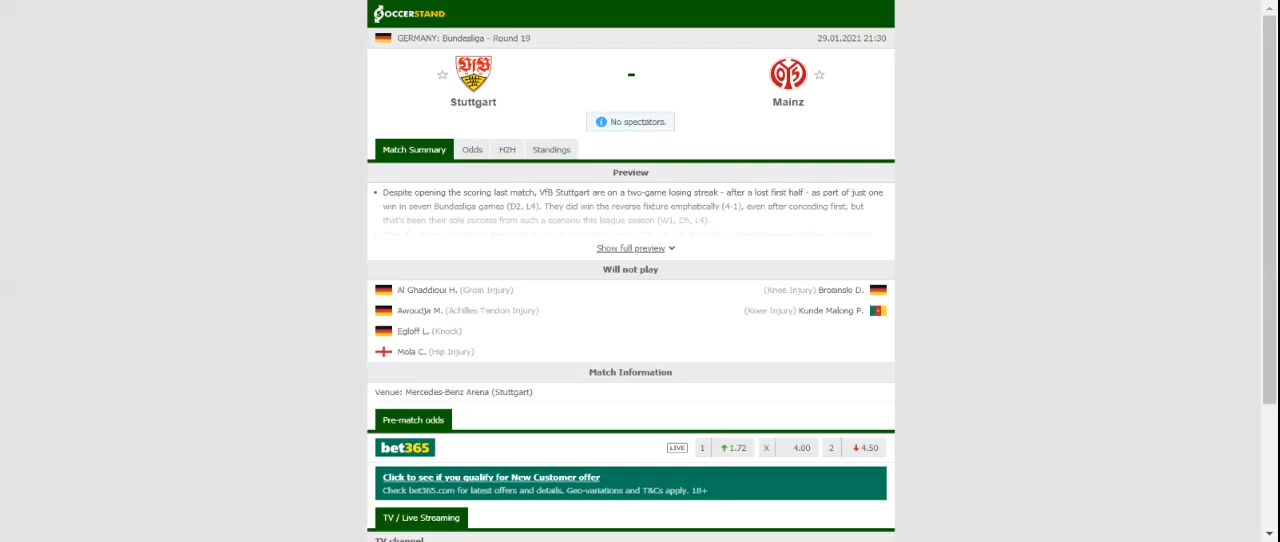 SOCCERSTAND
GERMANY: Bundesliga - Round 19
29.01.2021 21:30
-
Stuttgart
Mainz
No spectators.
Match Summary
Odds
H2H
Standings
Preview
• Despite opening the scoring last match, VfB Stuttgart are on a two-game losing streak - after a lost first half - as part of just one
win in seven Bundesliga games (D2, L4). They did win the reverse fixture emphatically (4-1), even after conceding first, but
that's been their sole success from such a scenario this league season (W1, D5, L4).
Show full preview
Will not play
Al Ghaddioui H. (Groin Injury)
(Knee Injury) Brosinski D.
Awoudja M. (Achilles Tendon Injury)
(Knee Injury) Kunde Malong P.
Egloff L. (Knock)
Mola C. (Hip Injury)
Match Information
Venue: Mercedes-Benz Arena (Stuttgart)
Pre-match odds
bet365
LIVE
1
1.72
X
4.00
2
4.50
Click to see if you qualify for New Customer offer
Check bet365.com for latest offers and details. Geo-variations and T&Cs apply. 18+
TV / Live Streaming
TV channel